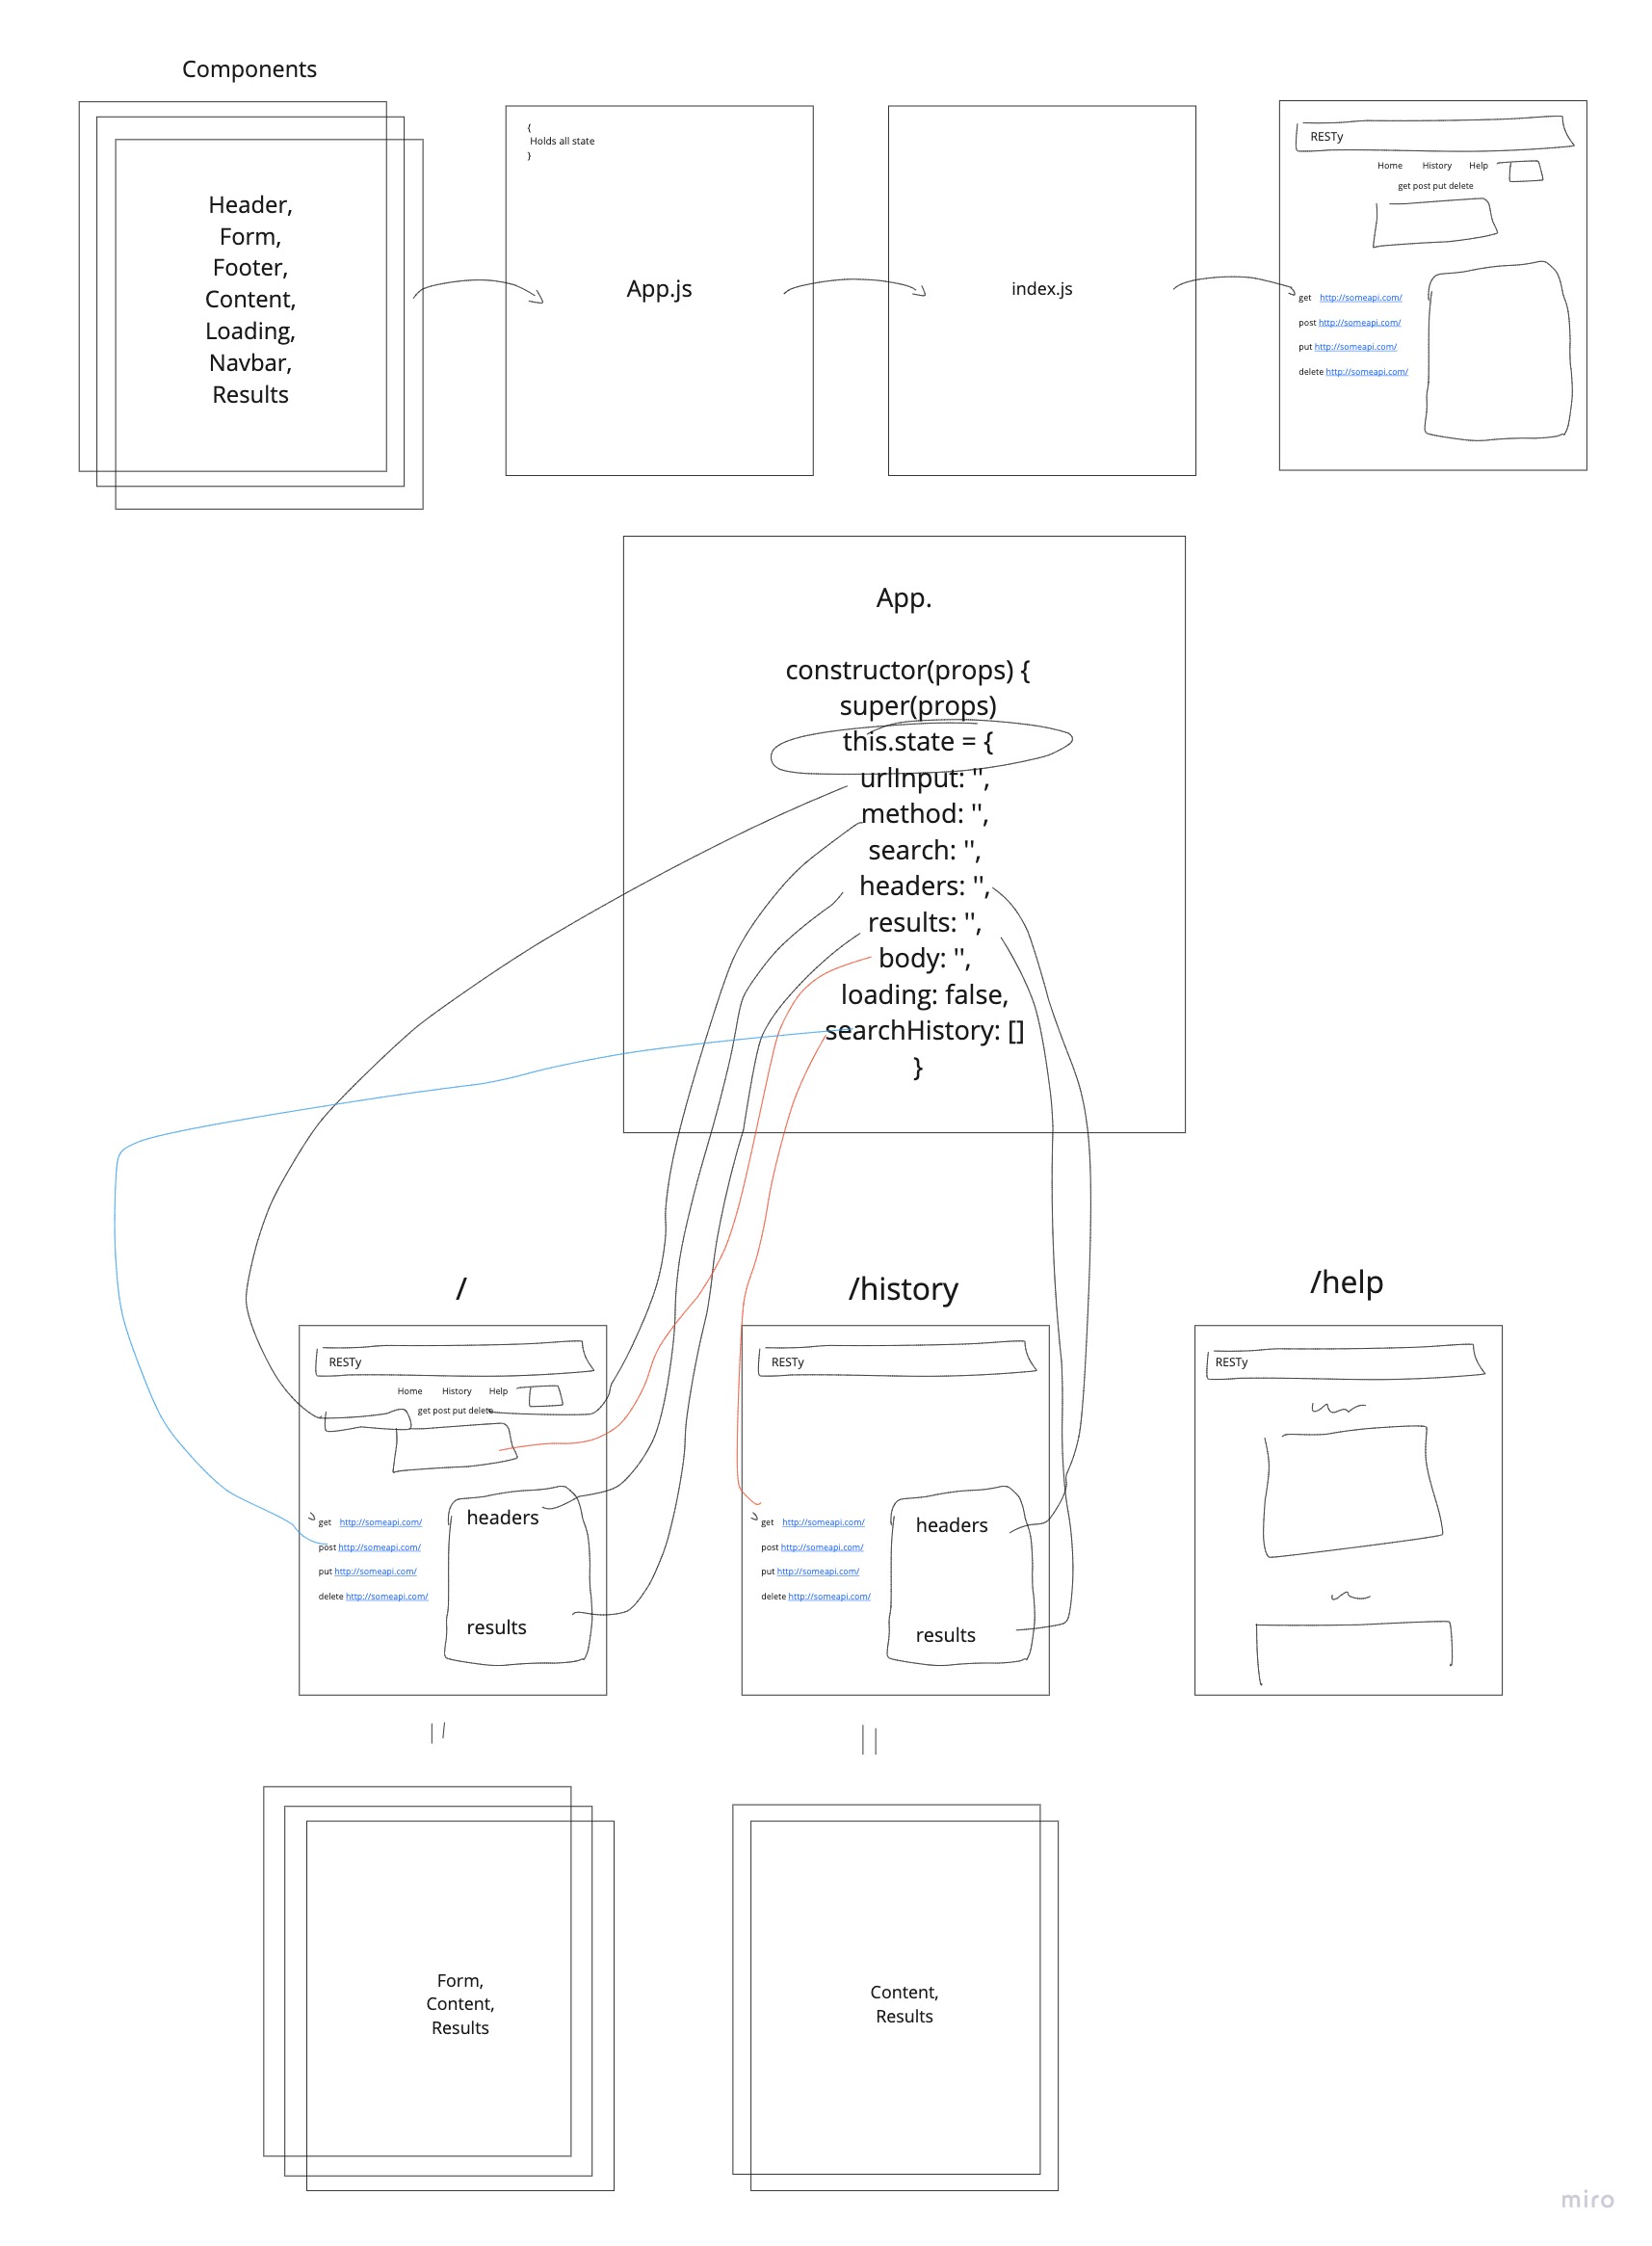 Components
Header,
Form,
Footer,
Content,
Loading,
Navbar,
Results
{
Holds all state
}
App.js
index.js
RESTy
Home History Help
get post put delete
get http://someapi.com/
post http://someapi.com/
put http://someapi.com/
delete http://someapi.com/
App.
constructor(props) {
super(props)
this.state = {
urlInput: '',
method: '',
search: '',
headers: '',
results: '',
body: '',
loading: false,
searchHistory: []
}
/
RESTy
Home History Help
get post put delete
get http://someapi.com/
post http://someapi.com/
put http://someapi.com/
delete http://someapi.com/
headers
results
/history
RESTy
get http://someapi.com/
post http://someapi.com/
put http://someapi.com/
delete http://someapi.com/
headers
results
/help
RESTy
Form,
Content,
Results
Content,
Results
miro